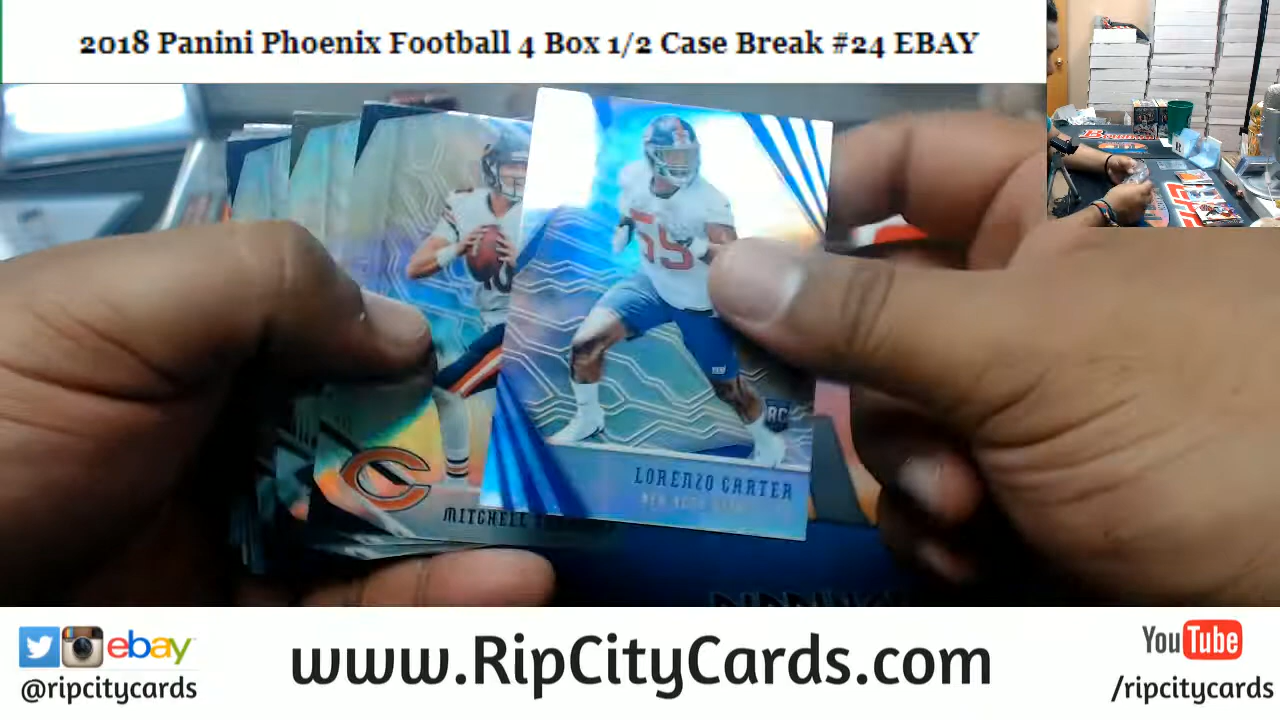 2018 Panini Phoenix Football 4 Box 1/2 Case Break #24 EBAY
59
RC
LORENZO CARTER
MITCHELL
ebay
@ripcitycards
www.RipCityCards.com
YouTube
/ripcitycards